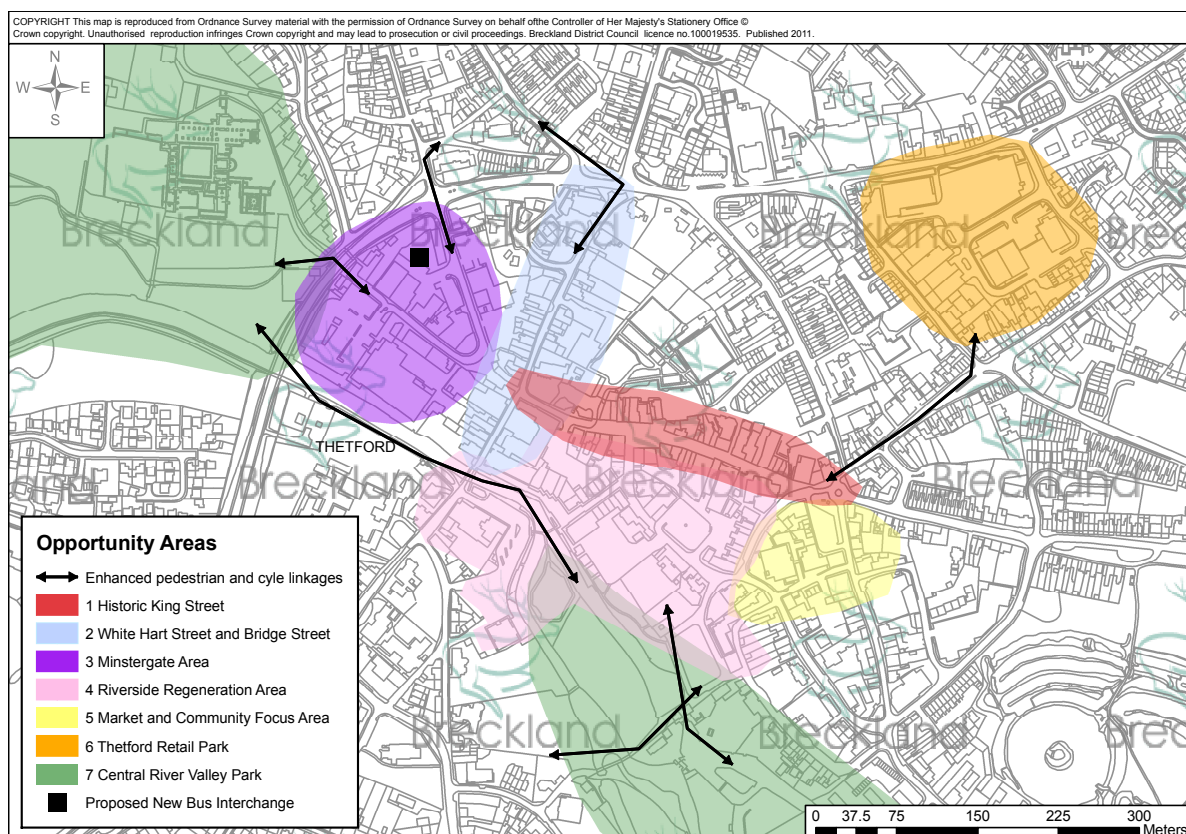 COPYRIGHT This map is reproduced from Ordnance Survey material with the permission of Ordnance Survey on behalf ofthe Controller of Her Majesty's Stationery Office ©
Crown copyright. Unauthorised reproduction infringes Crown copyright and may lead to prosecution or civil proceedings. Breckland District Council licence no.100019535. Published 2011.
N
W E
S
Breckland Breckland Breckland Brec
THETFORD
and Breckland Breckland Breckland
Opportunity Areas
Enhanced pedestrian and cyle linkages
1 Historic King Street
2 White Hart Street and Bridge Street
3 Minstergate Area
4 Riverside Regeneration Area
5 Market and Community Focus Area
6 Thetford Retail Park
7 Central River Valley Park
Proposed New Bus Interchange
Breckland Breckland Brec
0 37.5 75 150 225 300
Meters